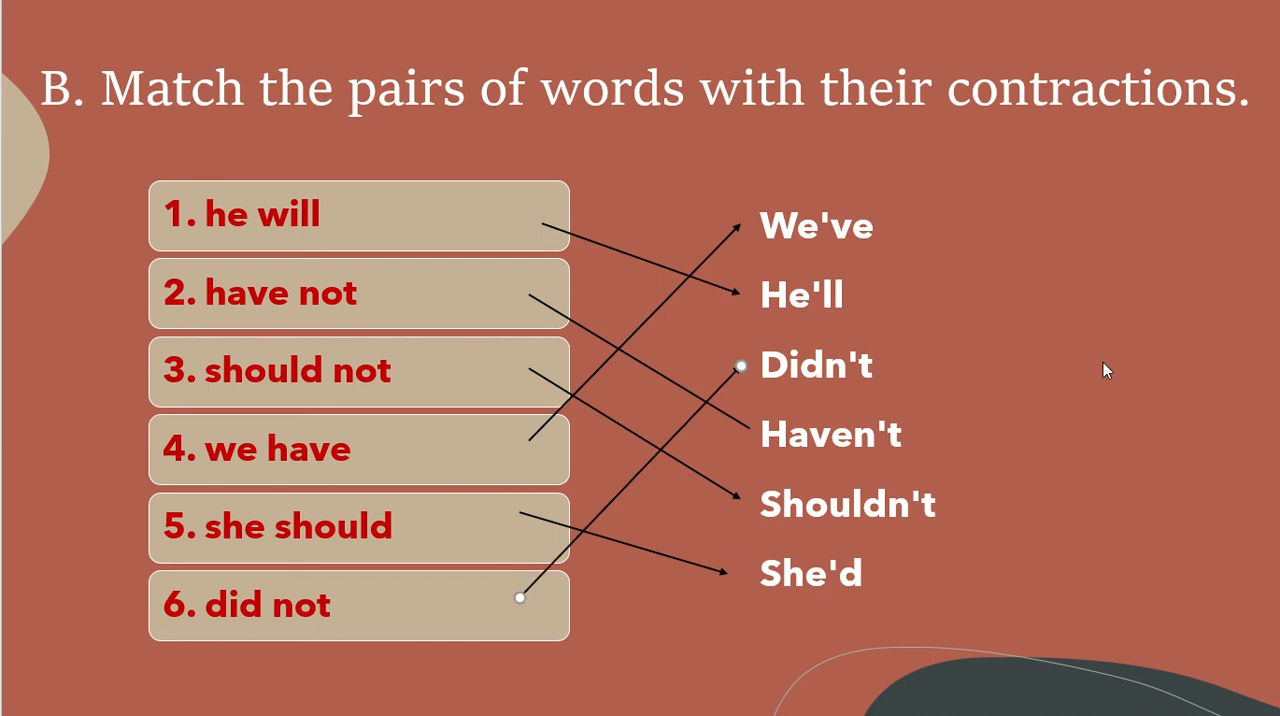 B. Match the pairs of words with their contractions.
1. he will
2. have not
3. should not
4. we have
5. she should
6. did not
We've
He'll
Didn't
Haven't
Shouldn't
She'd